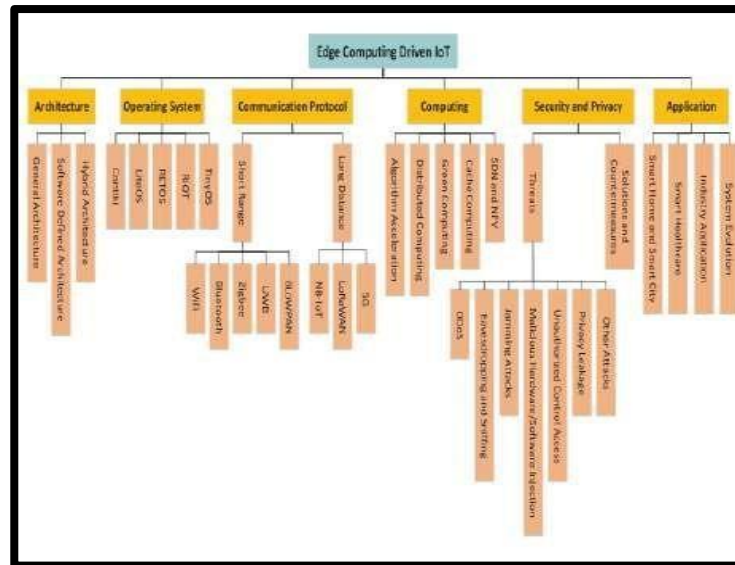 Edge Computing Driven IoT
Architecture
Operating System
Communication Protocol
Computing
Security and Privacy
Application
General Architecture
Software Defined Architecture
Hybrid Architecture
Contiki
LiteOS
RETOS
RIOT
TinyOS
Short Range
Long Distance
WiFi
Bluetooth
Zigbee
UWB
6LoWPAN
NB-IoT
LoRaWAN
5G
Algorithm Acceleration
Distributed Computing
Green Computing
Cache Computing
SDN and NFV
Threats
Solutions and
Countermeasures
DDoS
Eavesdropping and Sniffing
Jamming Attacks
Malicious Hardware/Software Injection
Unauthorized Control Access
Privacy Leakage
Other Attacks
Smart Home and Smart City
Smart Healthcare
Industry Application
System Evolution